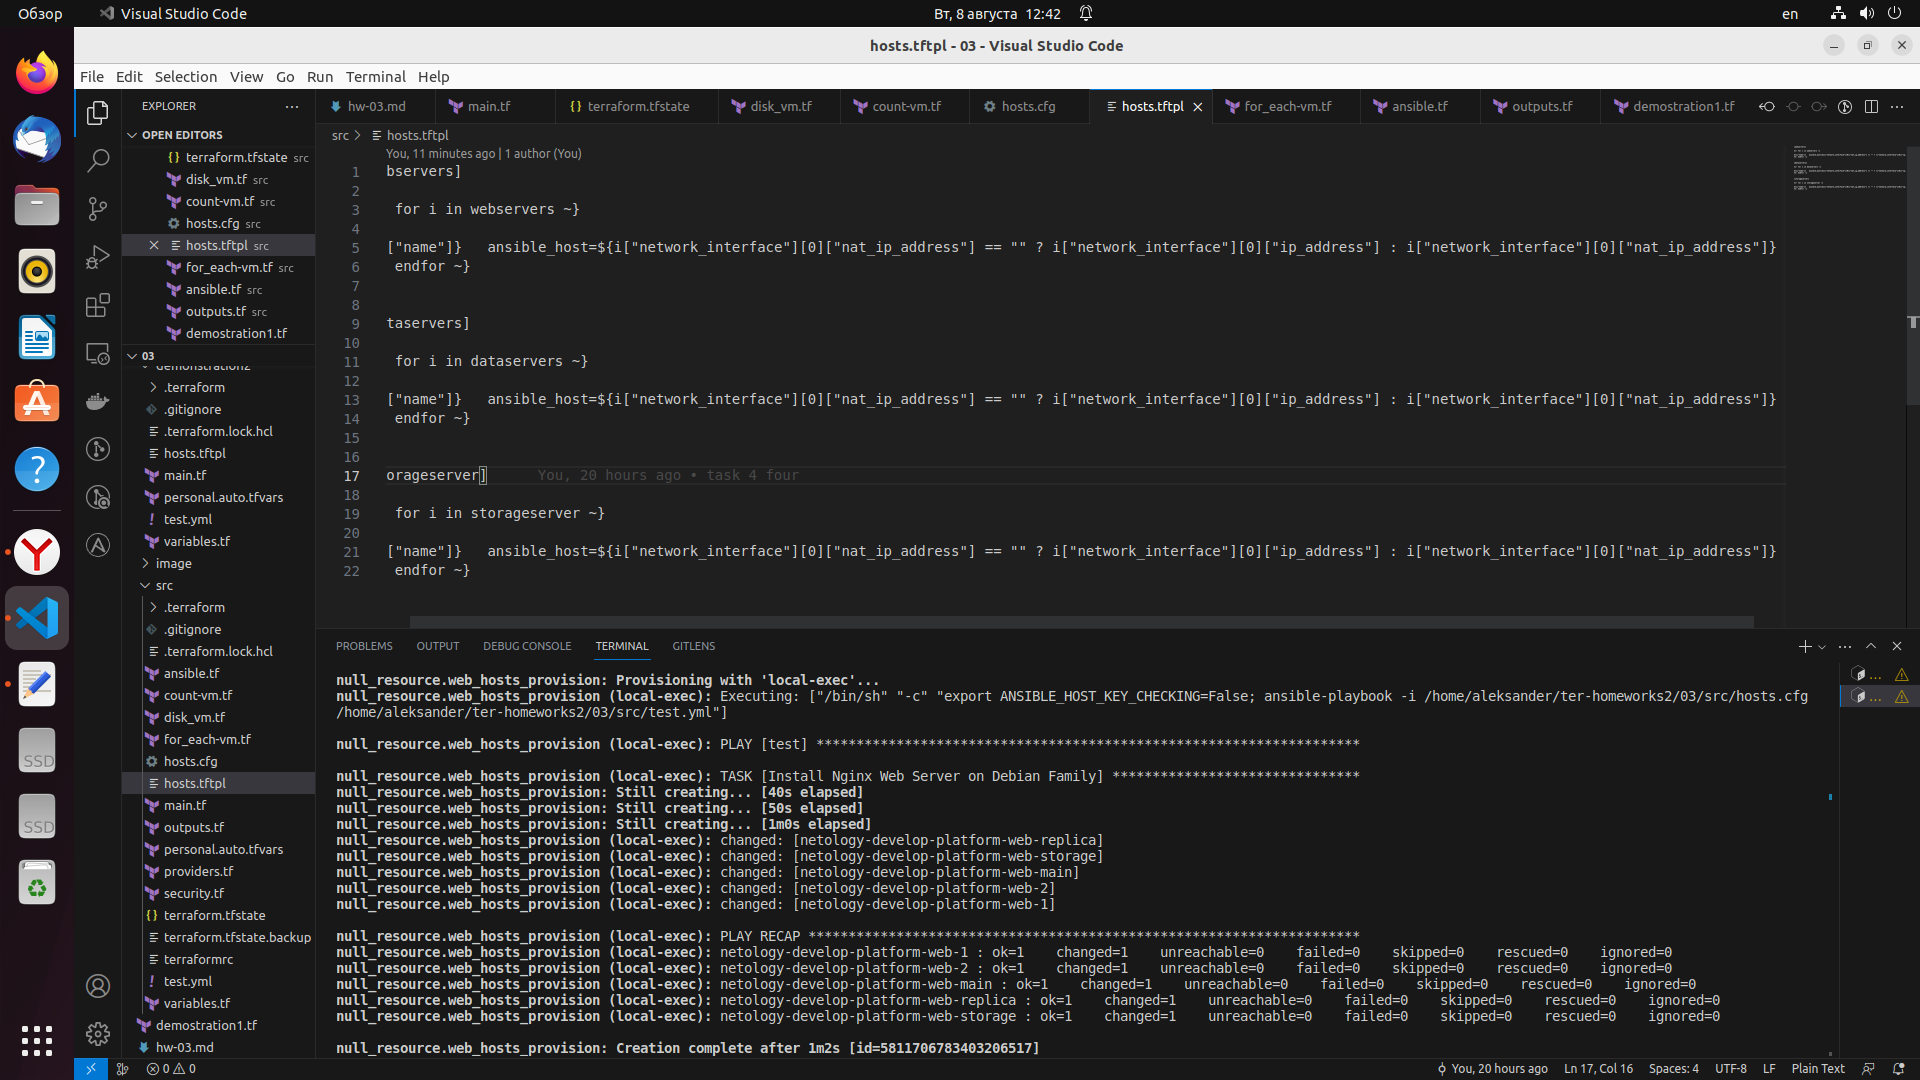 Обзор
Visual Studio Code
Вт, 8 августа 12:42
en
hosts.tftpl - 03 - Visual Studio Code
File Edit Selection View Go Run Terminal Help
EXPLORER
hw-03.md main.tf {} terraform.tfstate disk_vm.tf count-vm.tf hosts.cfg hosts.tftpl for_each-vm.tf ansible.tf outputs.tf demostration1.tf
OPEN EDITORS
{} terraform.tfstate src
disk_vm.tf src
count-vm.tf src
hosts.cfg src
hosts.tftpl src
for_each-vm.tf src
ansible.tf src
outputs.tf src
demostration1.tf
03
demonstration2
.terraform
.gitignore
.terraform.lock.hcl
hosts.tftpl
main.tf
personal.auto.tfvars
! test.yml
variables.tf
image
src
.terraform
.gitignore
.terraform.lock.hcl
ansible.tf
count-vm.tf
disk_vm.tf
for_each-vm.tf
hosts.cfg
hosts.tftpl
main.tf
outputs.tf
personal.auto.tfvars
providers.tf
security.tf
{} terraform.tfstate
terraform.tfstate.backup
terraformrc
! test.yml
variables.tf
demostration1.tf
hw-03.md
SSD
SSD
src > hosts.tftpl
You, 11 minutes ago | 1 author (You)
1 bservers]
2
3 for i in webservers ~}
4
5 ["name"]}   ansible_host=${i["network_interface"][0]["nat_ip_address"] == "" ? i["network_interface"][0]["ip_address"] : i["network_interface"][0]["nat_ip_address"]}
6 endfor ~}
7
8
9 taservers]
10
11 for i in dataservers ~}
12
13 ["name"]}   ansible_host=${i["network_interface"][0]["nat_ip_address"] == "" ? i["network_interface"][0]["ip_address"] : i["network_interface"][0]["nat_ip_address"]}
14 endfor ~}
15
16
17 orageserver] You, 20 hours ago • task 4 four
18
19 for i in storageserver ~}
20
21 ["name"]}   ansible_host=${i["network_interface"][0]["nat_ip_address"] == "" ? i["network_interface"][0]["ip_address"] : i["network_interface"][0]["nat_ip_address"]}
22 endfor ~}
PROBLEMS OUTPUT DEBUG CONSOLE TERMINAL GITLENS
null_resource.web_hosts_provision: Provisioning with 'local-exec'...
null_resource.web_hosts_provision (local-exec): Executing: ["/bin/sh" "-c" "export ANSIBLE_HOST_KEY_CHECKING=False; ansible-playbook -i /home/aleksander/ter-homeworks2/03/src/hosts.cfg
/home/aleksander/ter-homeworks2/03/src/test.yml"]
null_resource.web_hosts_provision (local-exec): PLAY [test] ********************************************************************
null_resource.web_hosts_provision (local-exec): TASK [Install Nginx Web Server on Debian Family] *******************************
null_resource.web_hosts_provision: Still creating... [40s elapsed]
null_resource.web_hosts_provision: Still creating... [50s elapsed]
null_resource.web_hosts_provision: Still creating... [1m0s elapsed]
null_resource.web_hosts_provision (local-exec): changed: [netology-develop-platform-web-replica]
null_resource.web_hosts_provision (local-exec): changed: [netology-develop-platform-web-storage]
null_resource.web_hosts_provision (local-exec): changed: [netology-develop-platform-web-main]
null_resource.web_hosts_provision (local-exec): changed: [netology-develop-platform-web-2]
null_resource.web_hosts_provision (local-exec): changed: [netology-develop-platform-web-1]
null_resource.web_hosts_provision (local-exec): PLAY RECAP *********************************************************************
null_resource.web_hosts_provision (local-exec): netology-develop-platform-web-1 : ok=1    changed=1    unreachable=0    failed=0    skipped=0    rescued=0    ignored=0
null_resource.web_hosts_provision (local-exec): netology-develop-platform-web-2 : ok=1    changed=1    unreachable=0    failed=0    skipped=0    rescued=0    ignored=0
null_resource.web_hosts_provision (local-exec): netology-develop-platform-web-main : ok=1    changed=1    unreachable=0    failed=0    skipped=0    rescued=0    ignored=0
null_resource.web_hosts_provision (local-exec): netology-develop-platform-web-replica : ok=1    changed=1    unreachable=0    failed=0    skipped=0    rescued=0    ignored=0
null_resource.web_hosts_provision (local-exec): netology-develop-platform-web-storage : ok=1    changed=1    unreachable=0    failed=0    skipped=0    rescued=0    ignored=0
null_resource.web_hosts_provision: Creation complete after 1m2s [id=5811706783403206517]
0 0 You, 20 hours ago Ln 17, Col 16 Spaces: 4 UTF-8 LF Plain Text